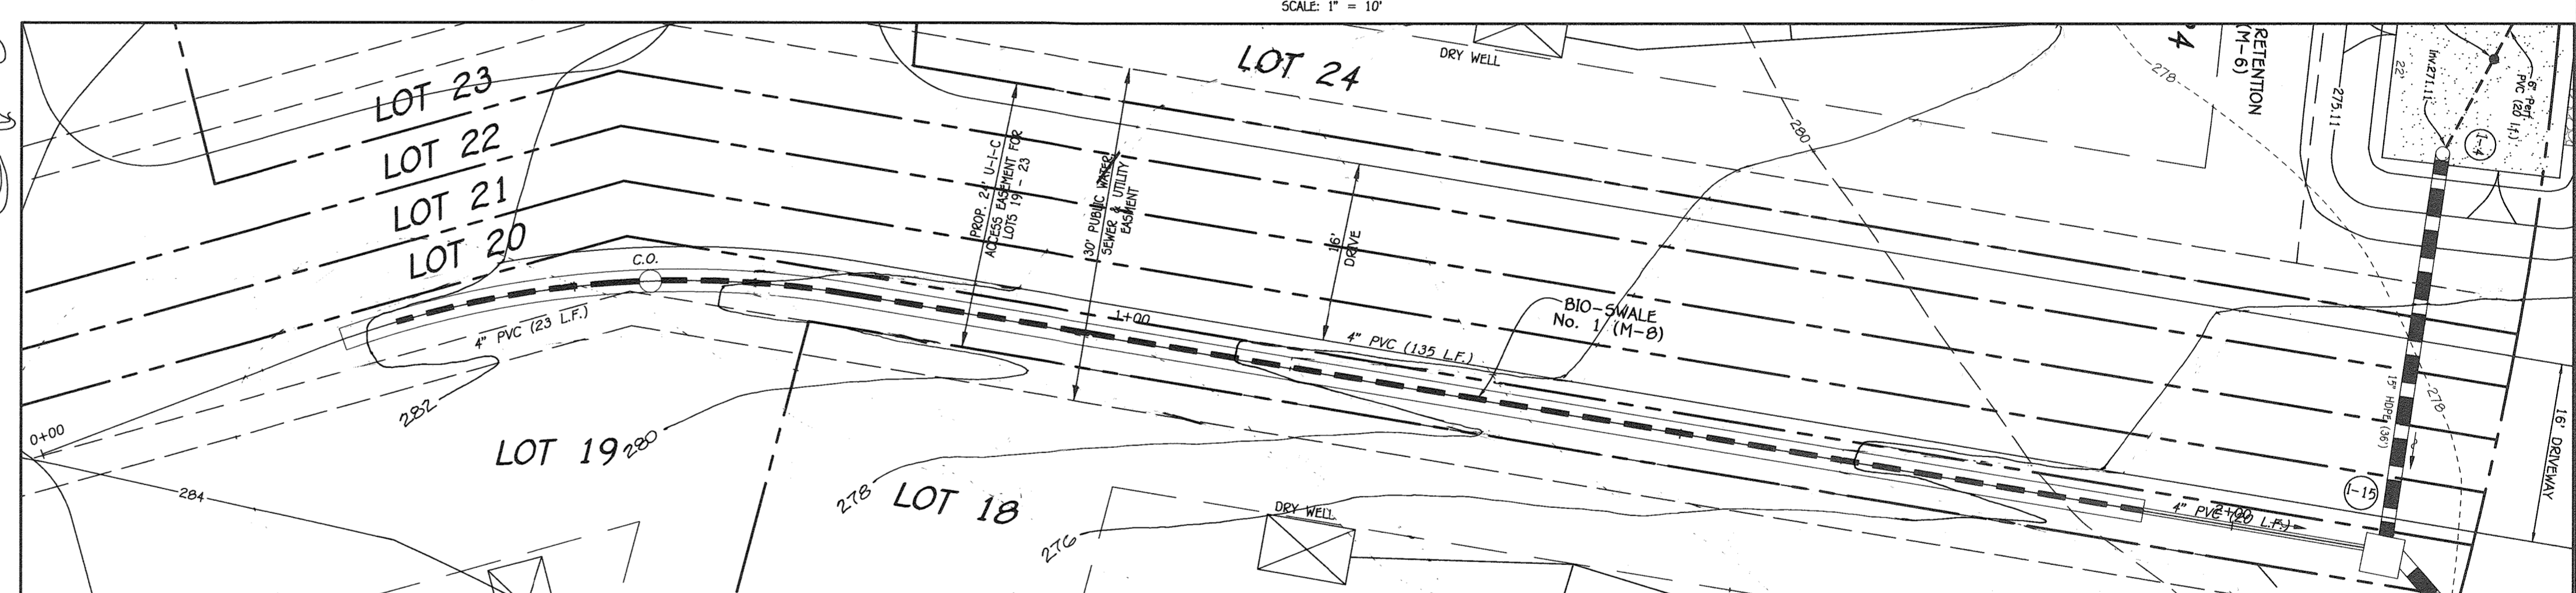 SCALE: 1" = 10'
LOT 23
LOT 22
LOT 21
LOT 20
C.O.
4" PVC (23 L.F.)
282
0+00
284
LOT 19
280
278
LOT 18
276
DRY WELL
PROP. 24' U-I-C
ACCESS EASEMENT FOR
LOTS 19 - 23
30' PUBLIC WATER,
SEWER & UTILITY
EASMENT
1+00
LOT 24
DRY WELL
16'
DRIVE
4" PVC (135 L.F.)
BIO-SWALE
No. 1 (M-8)
280
278
4
RETENTION
(M-6)
275.11
22'
Inv.271.11
6" Perf.
PVC (20 l.f.)
I-4
15" HDPE (36')
278
16' DRIVEWAY
I-15
4" PVC (20 L.F.)
2+00